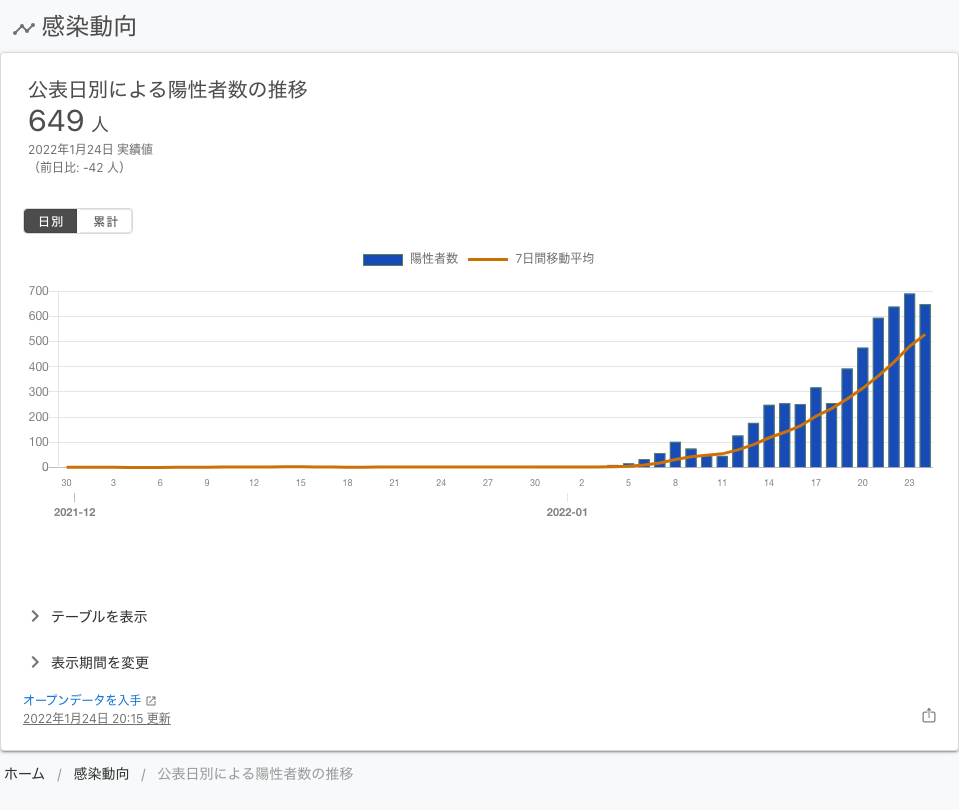 感染動向
公表日別による陽性者数の推移
649 人
2022年1月24日 実績値
（前日比: -42 人）
日別 累計
陽性者数 7日間移動平均
700
600
500
400
300
200
100
0
30 3 6 9 12 15 18 21 24 27 30 2 5 8 11 14 17 20 23
2021-12 2022-01
テーブルを表示
表示期間を変更
オープンデータを入手
2022年1月24日 20:15 更新
ホーム / 感染動向 / 公表日別による陽性者数の推移